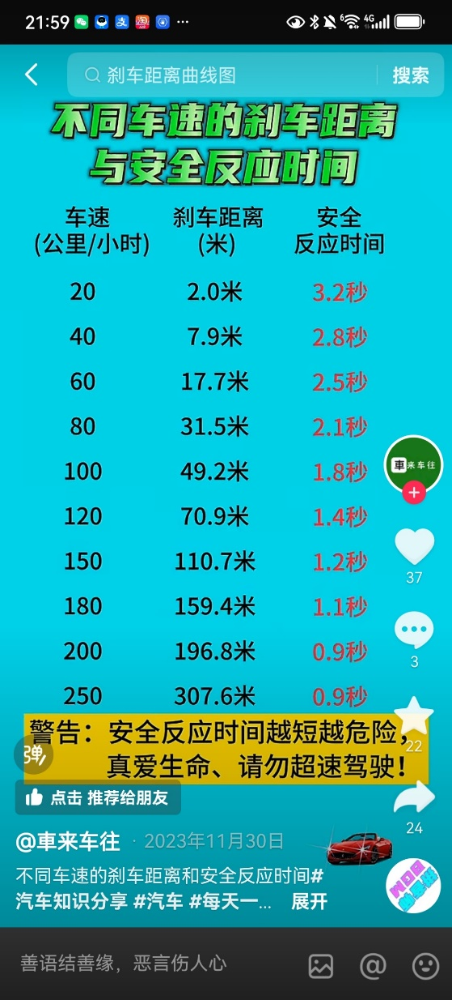 21:59
4G
刹车距离曲线图
搜索
不同车速的刹车距离
与安全反应时间
车速
(公里/小时)
刹车距离
(米)
安全
反应时间
20 2.0米 3.2秒
40 7.9米 2.8秒
60 17.7米 2.5秒
80 31.5米 2.1秒
100 49.2米 1.8秒
120 70.9米 1.4秒
150 110.7米 1.2秒
180 159.4米 1.1秒
200 196.8米 0.9秒
250 307.6米 0.9秒
車来车往
37
3
22
24
警告：安全反应时间越短越危险，
真爱生命、请勿超速驾驶！
弹
点击 推荐给朋友
@車来车往 · 2023年11月30日
不同车速的刹车距离和安全反应时间#
汽车知识分享 #汽车 #每天一... 展开
善语结善缘，恶言伤人心